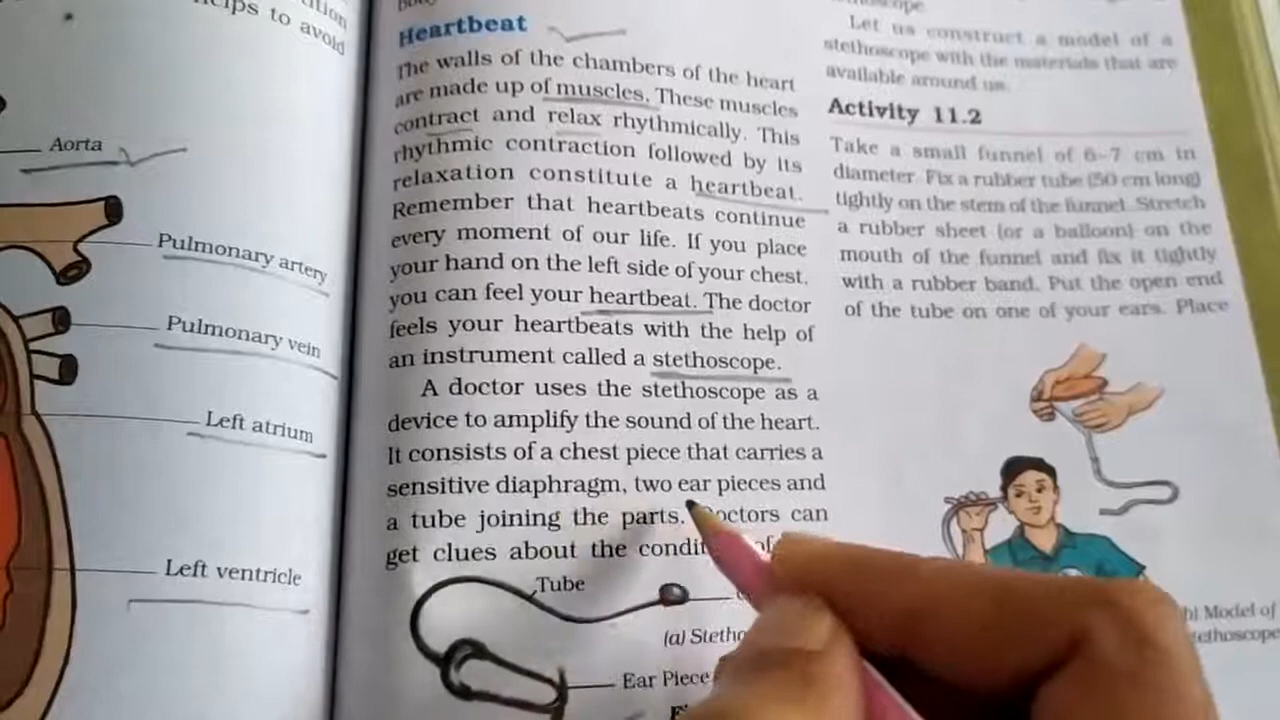 helps to avoid
Aorta
Pulmonary artery
Pulmonary vein
Left atrium
Left ventricle
Heartbeat
The walls of the chambers of the heart
are made up of muscles. These muscles
contract and relax rhythmically. This
rhythmic contraction followed by its
relaxation constitute a heartbeat.
Remember that heartbeats continue
every moment of our life. If you place
your hand on the left side of your chest,
you can feel your heartbeat. The doctor
feels your heartbeats with the help of
an instrument called a stethoscope.
A doctor uses the stethoscope as a
device to amplify the sound of the heart.
It consists of a chest piece that carries a
sensitive diaphragm, two ear pieces and
a tube joining the parts. Doctors can
get clues about the condit of
Tube
(a) Stetho
Ear Piece
Let us construct a model of a
stethoscope with the materials that are
available around us.
Activity 11.2
Take a small funnel of 6–7 cm in
diameter. Fix a rubber tube (50 cm long)
tightly on the stem of the funnel. Stretch
a rubber sheet (or a balloon) on the
mouth of the funnel and fix it tightly
with a rubber band. Put the open end
of the tube on one of your ears. Place
b) Model of
stethoscope